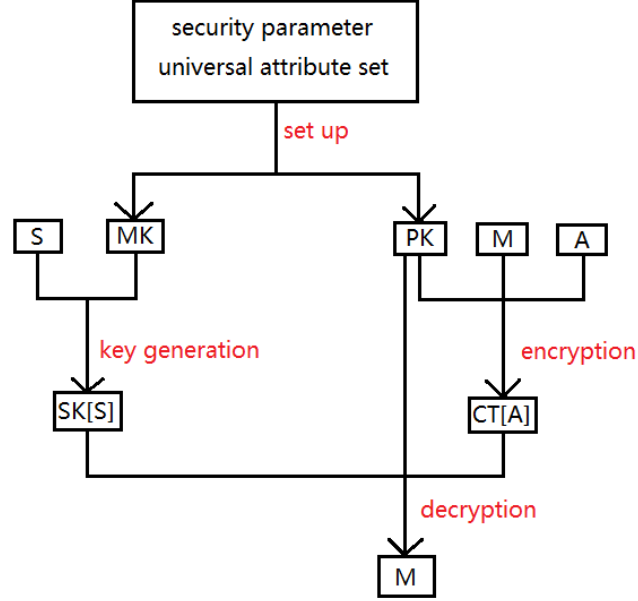 security parameter
universal attribute set
set up
S
MK
PK
M
A
key generation
encryption
SK[S]
CT[A]
decryption
M